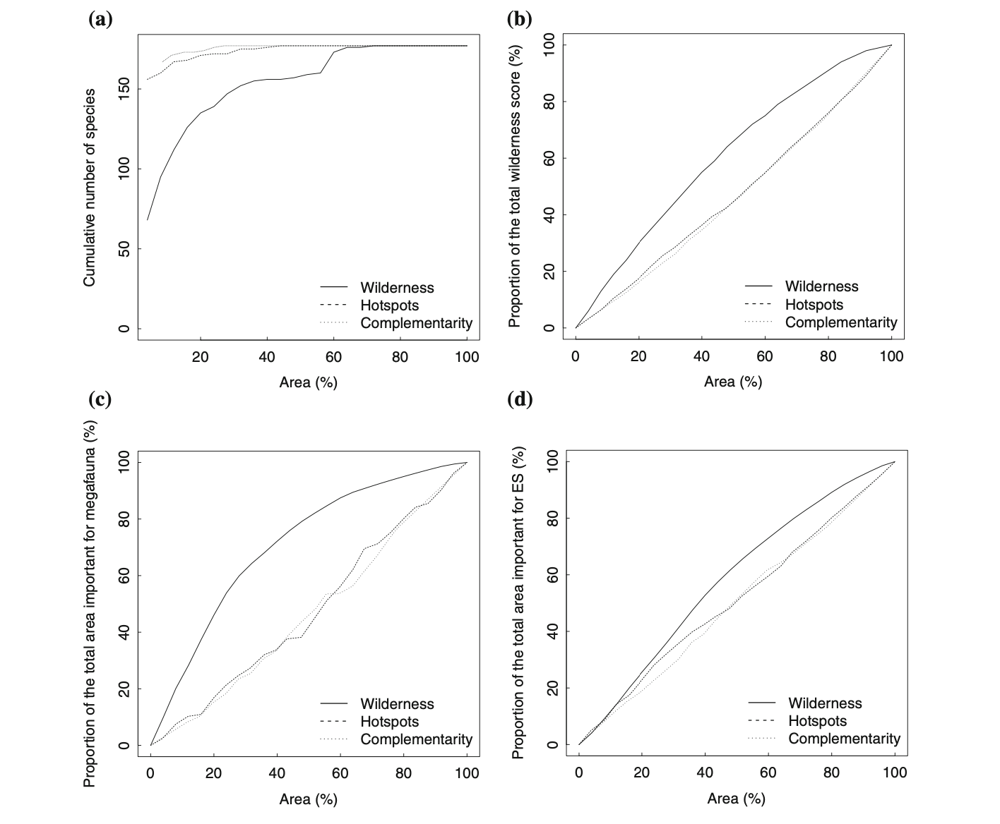 (a)
Cumulative number of species
0
50
100
150
20 40 60 80 100
Area (%)
Wilderness
Hotspots
Complementarity
(b)
Proportion of the total wilderness score (%)
0
20
40
60
80
100
0 20 40 60 80 100
Area (%)
Wilderness
Hotspots
Complementarity
(c)
Proportion of the total area important for megafauna (%)
0
20
40
60
80
100
0 20 40 60 80 100
Area (%)
Wilderness
Hotspots
Complementarity
(d)
Proportion of the total area important for ES (%)
0
20
40
60
80
100
0 20 40 60 80 100
Area (%)
Wilderness
Hotspots
Complementarity